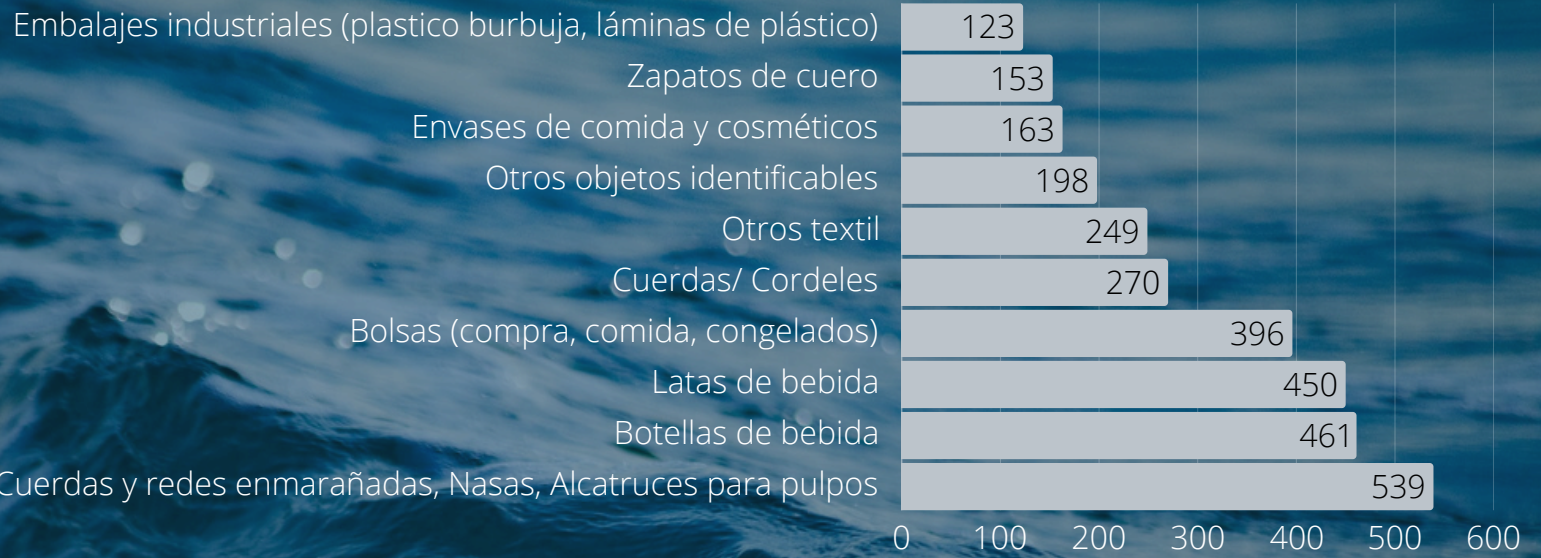 Embalajes industriales (plastico burbuja, láminas de plástico) 123
Zapatos de cuero 153
Envases de comida y cosméticos 163
Otros objetos identificables 198
Otros textil 249
Cuerdas/ Cordeles 270
Bolsas (compra, comida, congelados) 396
Latas de bebida 450
Botellas de bebida 461
Cuerdas y redes enmarañadas, Nasas, Alcatruces para pulpos 539
0 100 200 300 400 500 600